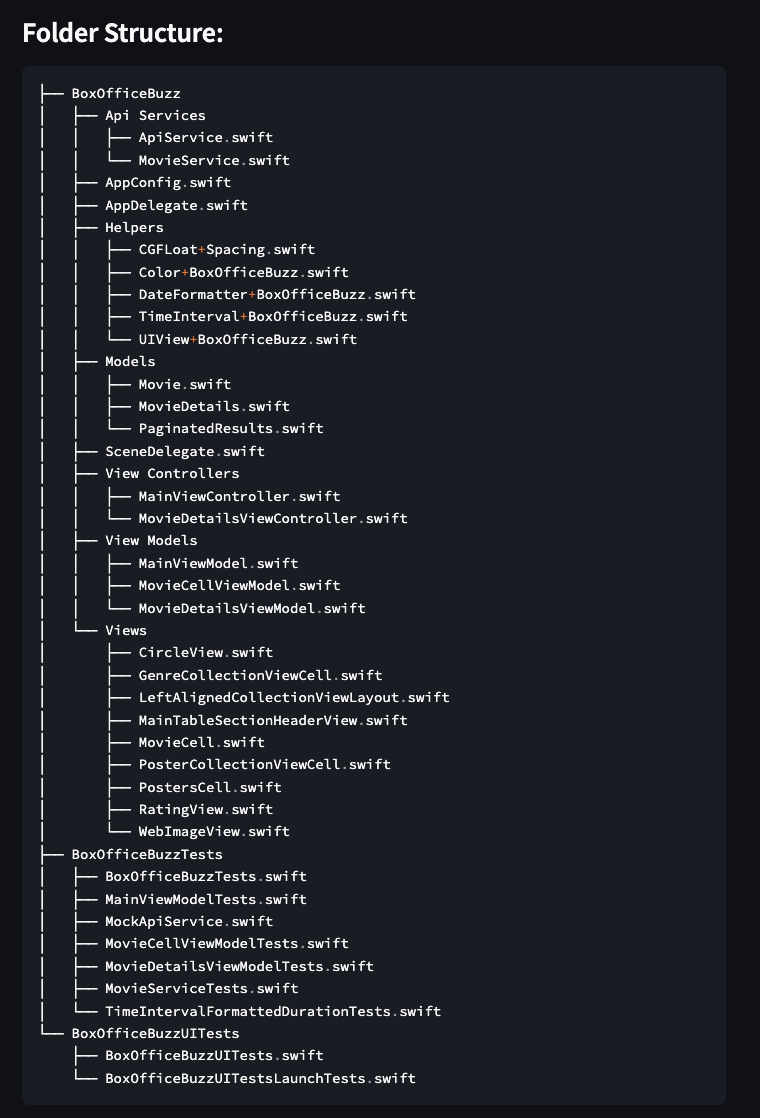 Folder Structure:
├── BoxOfficeBuzz
│   ├── Api Services
│   │   ├── ApiService.swift
│   │   └── MovieService.swift
│   ├── AppConfig.swift
│   ├── AppDelegate.swift
│   ├── Helpers
│   │   ├── CGFLoat+Spacing.swift
│   │   ├── Color+BoxOfficeBuzz.swift
│   │   ├── DateFormatter+BoxOfficeBuzz.swift
│   │   ├── TimeInterval+BoxOfficeBuzz.swift
│   │   └── UIView+BoxOfficeBuzz.swift
│   ├── Models
│   │   ├── Movie.swift
│   │   ├── MovieDetails.swift
│   │   └── PaginatedResults.swift
│   ├── SceneDelegate.swift
│   ├── View Controllers
│   │   ├── MainViewController.swift
│   │   └── MovieDetailsViewController.swift
│   ├── View Models
│   │   ├── MainViewModel.swift
│   │   ├── MovieCellViewModel.swift
│   │   └── MovieDetailsViewModel.swift
│   └── Views
│       ├── CircleView.swift
│       ├── GenreCollectionViewCell.swift
│       ├── LeftAlignedCollectionViewLayout.swift
│       ├── MainTableSectionHeaderView.swift
│       ├── MovieCell.swift
│       ├── PosterCollectionViewCell.swift
│       ├── PostersCell.swift
│       ├── RatingView.swift
│       └── WebImageView.swift
├── BoxOfficeBuzzTests
│   ├── BoxOfficeBuzzTests.swift
│   ├── MainViewModelTests.swift
│   ├── MockApiService.swift
│   ├── MovieCellViewModelTests.swift
│   ├── MovieDetailsViewModelTests.swift
│   ├── MovieServiceTests.swift
│   └── TimeIntervalFormattedDurationTests.swift
└── BoxOfficeBuzzUITests
    ├── BoxOfficeBuzzUITests.swift
    └── BoxOfficeBuzzUITestsLaunchTests.swift